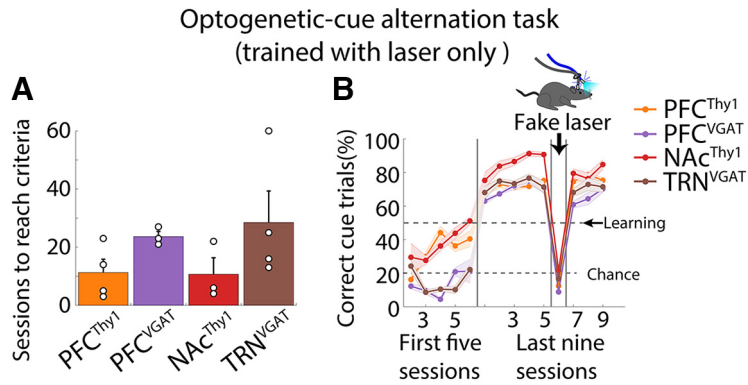 Optogenetic-cue alternation task
(trained with laser only )
A
Sessions to reach criteria
60
40
20
0
PFC^Thy1
PFC^VGAT
NAc^Thy1
TRN^VGAT
B
Fake laser
Correct cue trials(%)
100
80
60
40
20
0
Learning
Chance
3 5 3 5 7 9
First five
sessions
Last nine
sessions
PFC^Thy1
PFC^VGAT
NAc^Thy1
TRN^VGAT